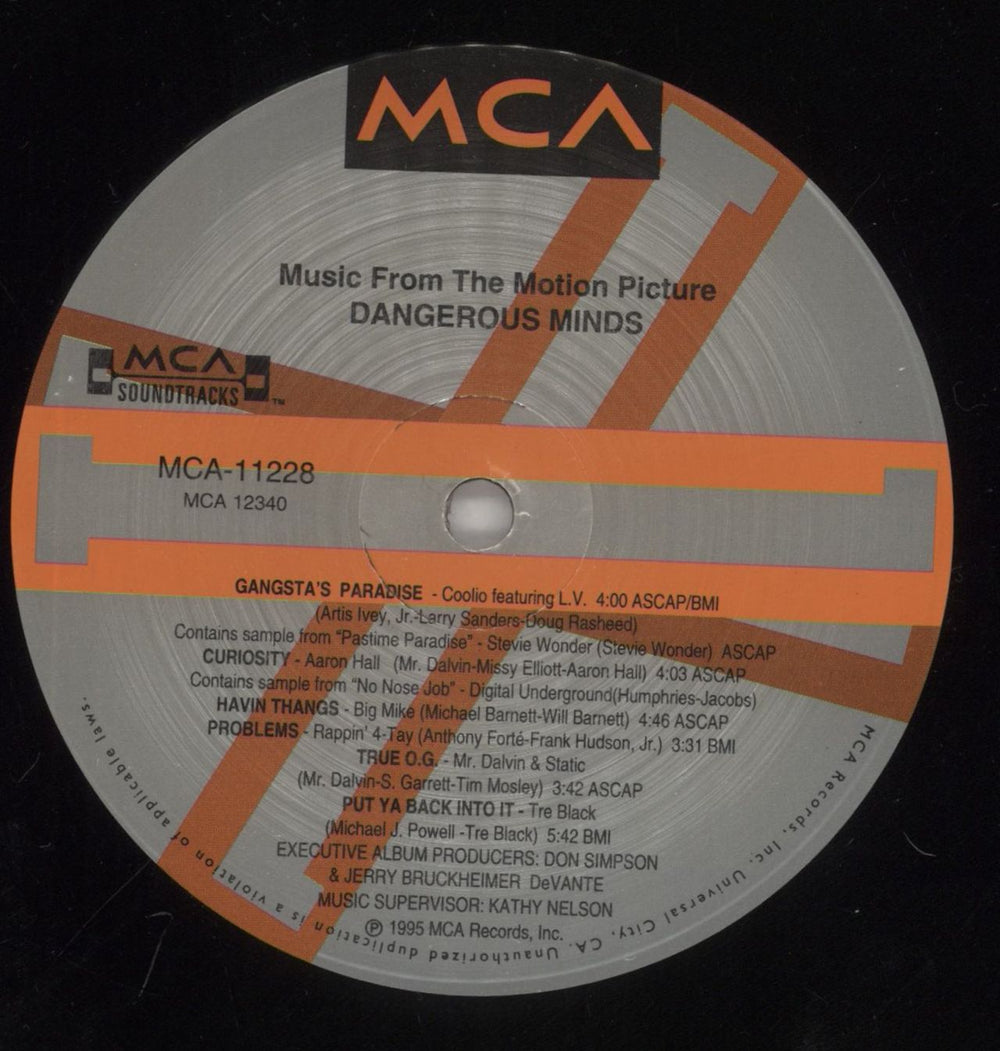 MCA
Music From The Motion Picture
DANGEROUS MINDS
MCA
SOUNDTRACKS ™
MCA-11228
MCA 12340
GANGSTA'S PARADISE - Coolio featuring L.V. 4:00 ASCAP/BMI
(Artis Ivey, Jr.-Larry Sanders-Doug Rasheed)
Contains sample from "Pastime Paradise" - Stevie Wonder (Stevie Wonder) ASCAP
CURIOSITY - Aaron Hall (Mr. Dalvin-Missy Elliott-Aaron Hall) 4:03 ASCAP
Contains sample from "No Nose Job" - Digital Underground(Humphries-Jacobs)
HAVIN THANGS - Big Mike (Michael Barnett-Will Barnett) 4:46 ASCAP
PROBLEMS - Rappin' 4-Tay (Anthony Forté-Frank Hudson, Jr.) 3:31 BMI
TRUE O.G. - Mr. Dalvin & Static
(Mr. Dalvin-S. Garrett-Tim Mosley) 3:42 ASCAP
PUT YA BACK INTO IT - Tre Black
(Michael J. Powell -Tre Black) 5:42 BMI
EXECUTIVE ALBUM PRODUCERS: DON SIMPSON
& JERRY BRUCKHEIMER DeVANTE
MUSIC SUPERVISOR: KATHY NELSON
℗ 1995 MCA Records, Inc.
MCA Records, Inc. Universal City, CA. Unauthorized duplication is a violation of applicable laws.